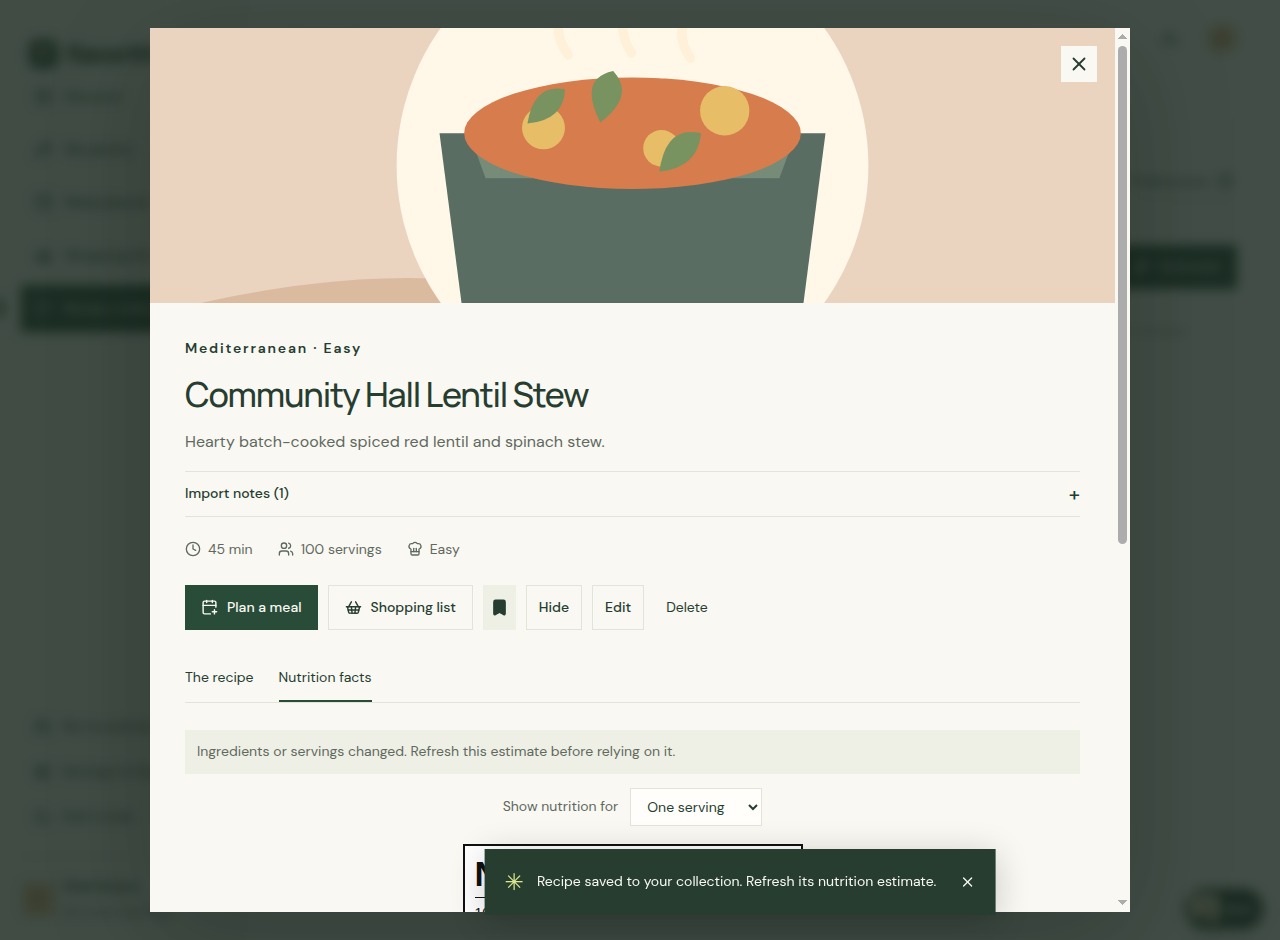 Mediterranean · Easy
Community Hall Lentil Stew
Hearty batch-cooked spiced red lentil and spinach stew.
Import notes (1)
+
45 min
100 servings
Easy
Plan a meal
Shopping list
Hide
Edit
Delete
The recipe
Nutrition facts
Ingredients or servings changed. Refresh this estimate before relying on it.
Show nutrition for
One serving
Recipe saved to your collection. Refresh its nutrition estimate.